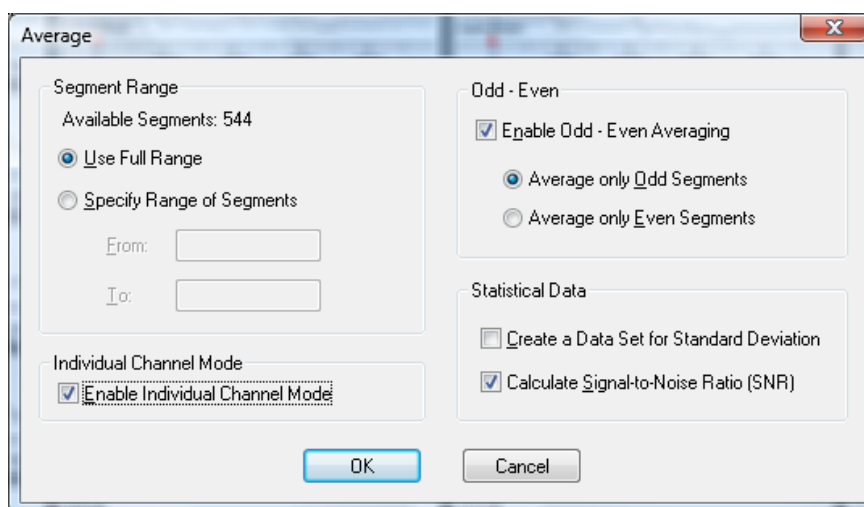 Average
Segment Range
Available Segments: 544
Use Full Range
Specify Range of Segments
From:
To:
Individual Channel Mode
Enable Individual Channel Mode
Odd - Even
Enable Odd - Even Averaging
Average only Odd Segments
Average only Even Segments
Statistical Data
Create a Data Set for Standard Deviation
Calculate Signal-to-Noise Ratio (SNR)
OK
Cancel